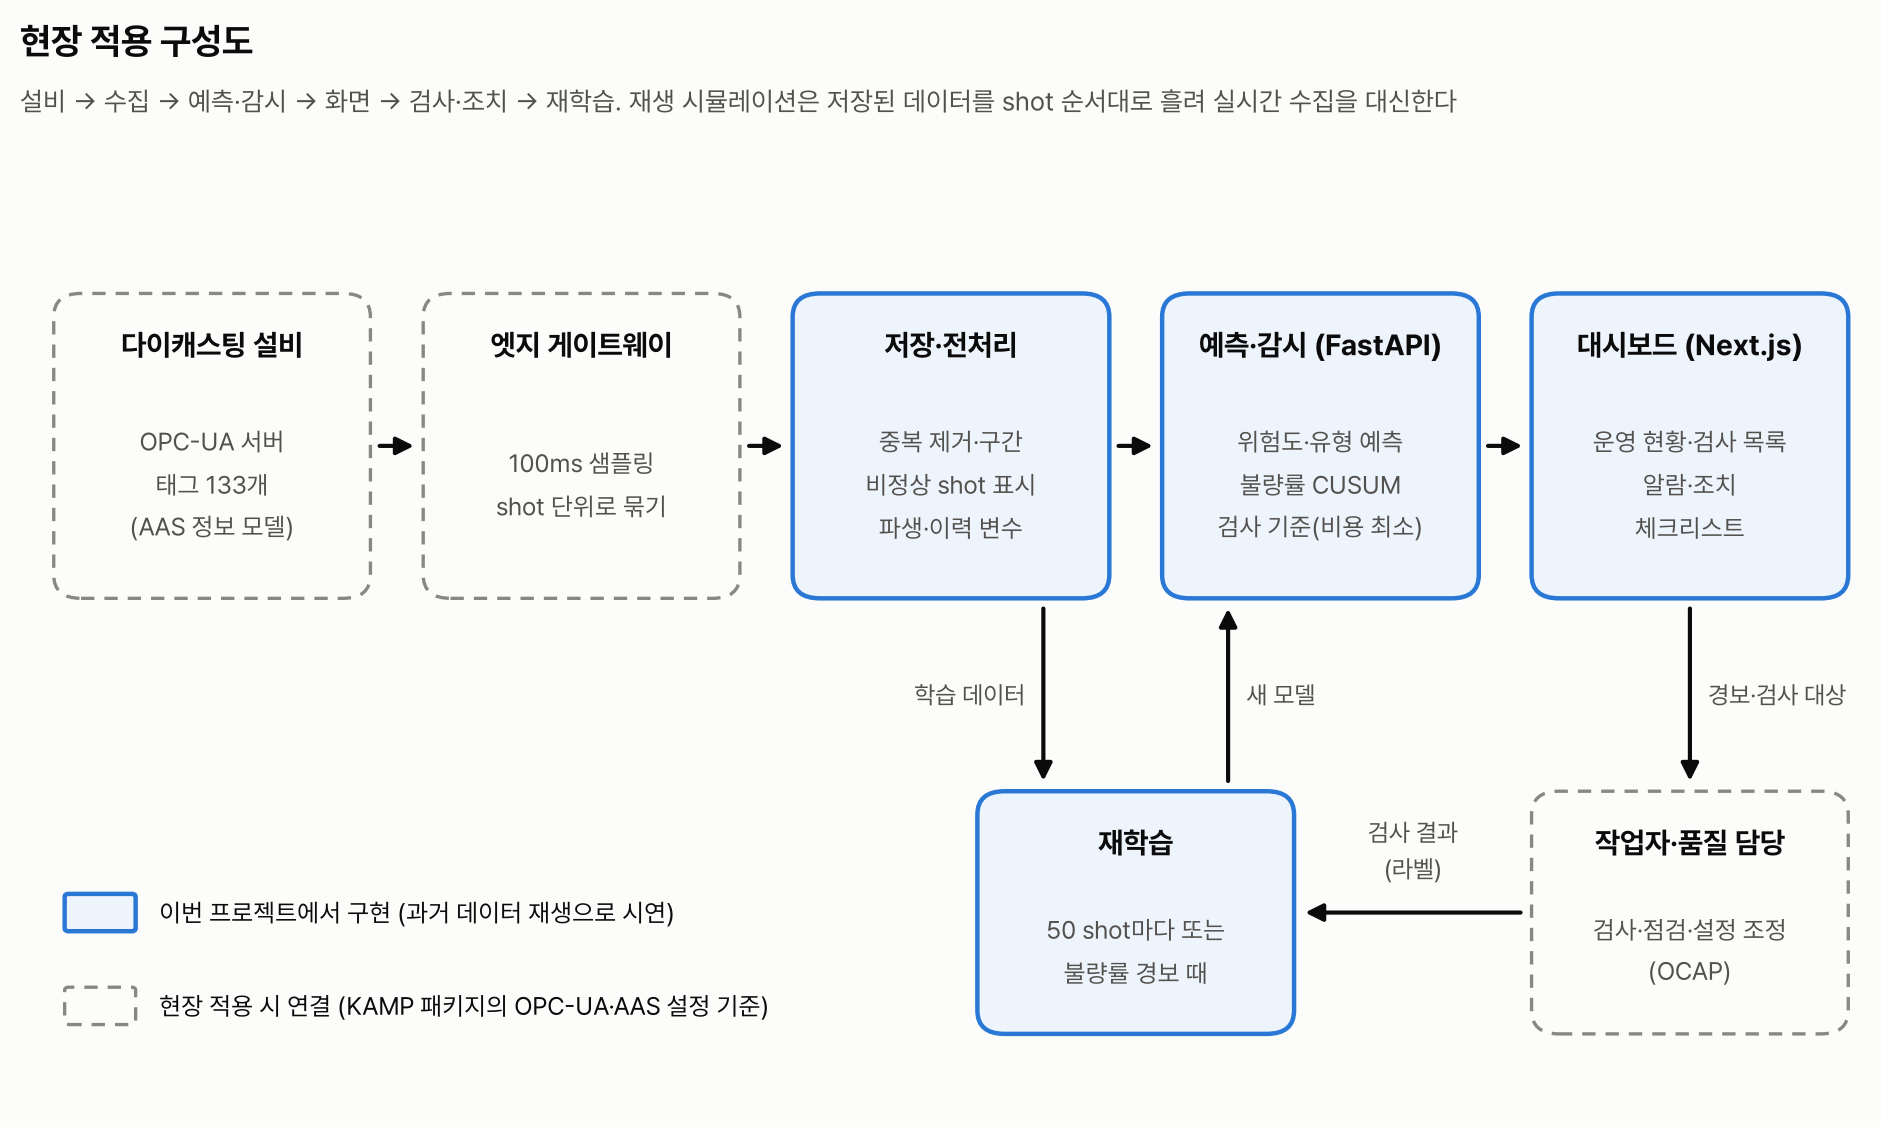 현장 적용 구성도
설비 → 수집 → 예측·감시 → 화면 → 검사·조치 → 재학습. 재생 시뮬레이션은 저장된 데이터를 shot 순서대로 흘려 실시간 수집을 대신한다
다이캐스팅 설비
OPC-UA 서버
태그 133개
(AAS 정보 모델)
엣지 게이트웨이
100ms 샘플링
shot 단위로 묶기
저장·전처리
중복 제거·구간
비정상 shot 표시
파생·이력 변수
예측·감시 (FastAPI)
위험도·유형 예측
불량률 CUSUM
검사 기준(비용 최소)
대시보드 (Next.js)
운영 현황·검사 목록
알람·조치
체크리스트
학습 데이터
새 모델
경보·검사 대상
재학습
50 shot마다 또는
불량률 경보 때
검사 결과
(라벨)
작업자·품질 담당
검사·점검·설정 조정
(OCAP)
이번 프로젝트에서 구현 (과거 데이터 재생으로 시연)
현장 적용 시 연결 (KAMP 패키지의 OPC-UA·AAS 설정 기준)